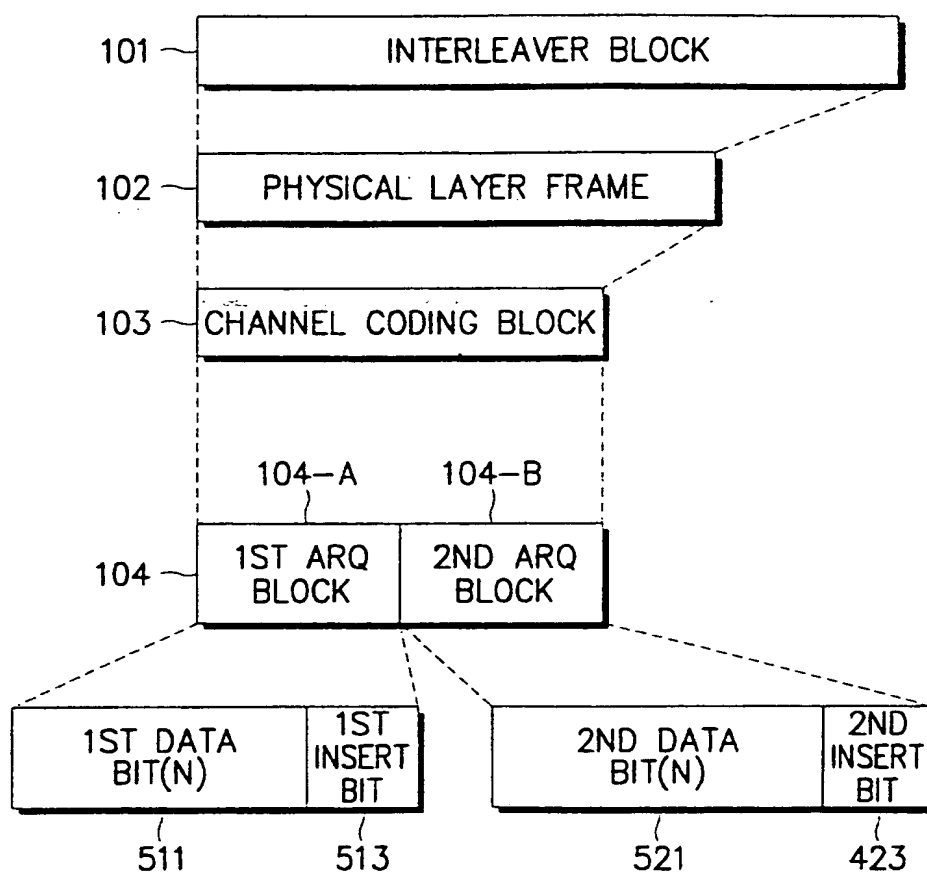 101
INTERLEAVER BLOCK
102
PHYSICAL LAYER FRAME
103
CHANNEL CODING BLOCK
104-A
104-B
104
1ST ARQ
BLOCK
2ND ARQ
BLOCK
1ST DATA
BIT(N)
1ST
INSERT
BIT
2ND DATA
BIT(N)
2ND
INSERT
BIT
511
513
521
423